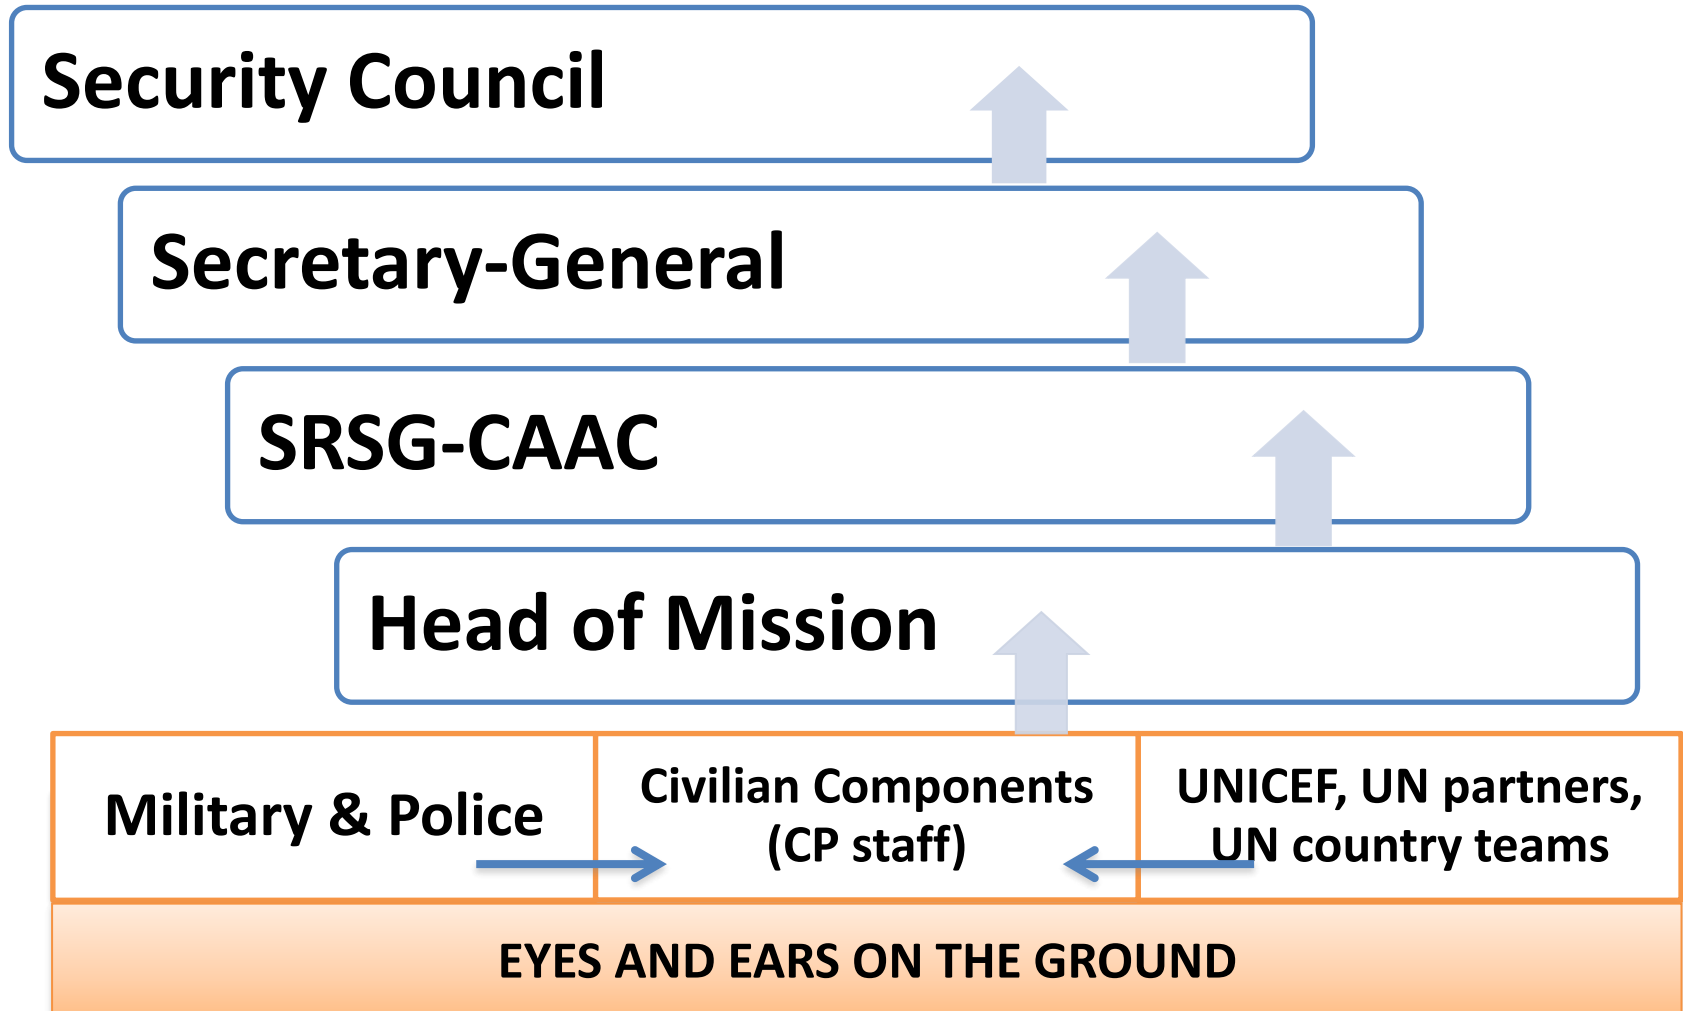 Security Council
Secretary-General
SRSG-CAAC
Head of Mission
Military & Police
Civilian Components
(CP staff)
UNICEF, UN partners,
UN country teams
EYES AND EARS ON THE GROUND